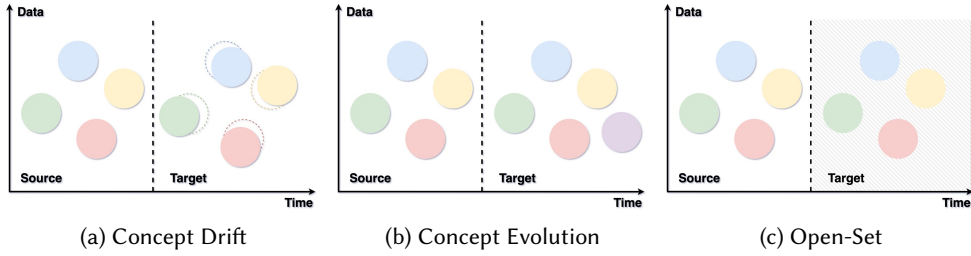 Data
Source
Target
Time
(a) Concept Drift
Data
Source
Target
Time
(b) Concept Evolution
Data
Source
Target
Time
(c) Open-Set